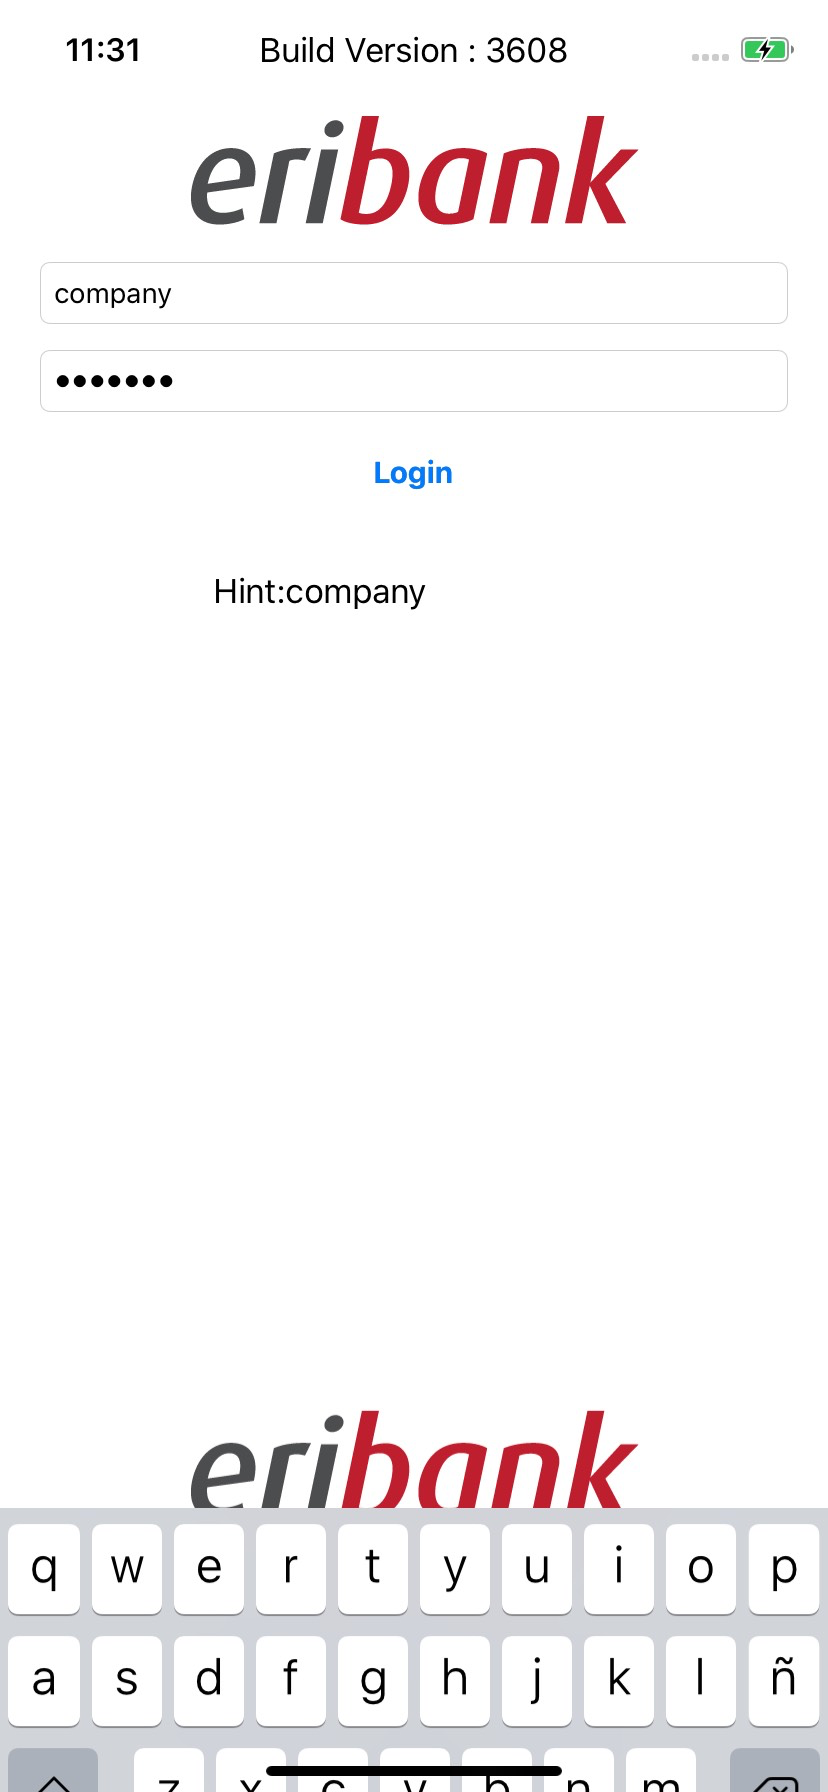 11:31 Build Version : 3608
eribank
company
•••••••
Login
Hint:company
eribank
q w e r t y u i o p
a s d f g h j k l ñ
z x c v b n m